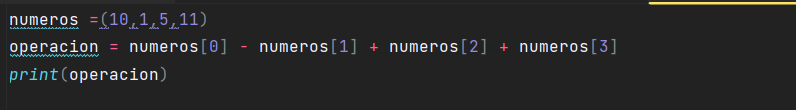 numeros =(10,1,5,11)
operacion = numeros[0] - numeros[1] + numeros[2] + numeros[3]
print(operacion)